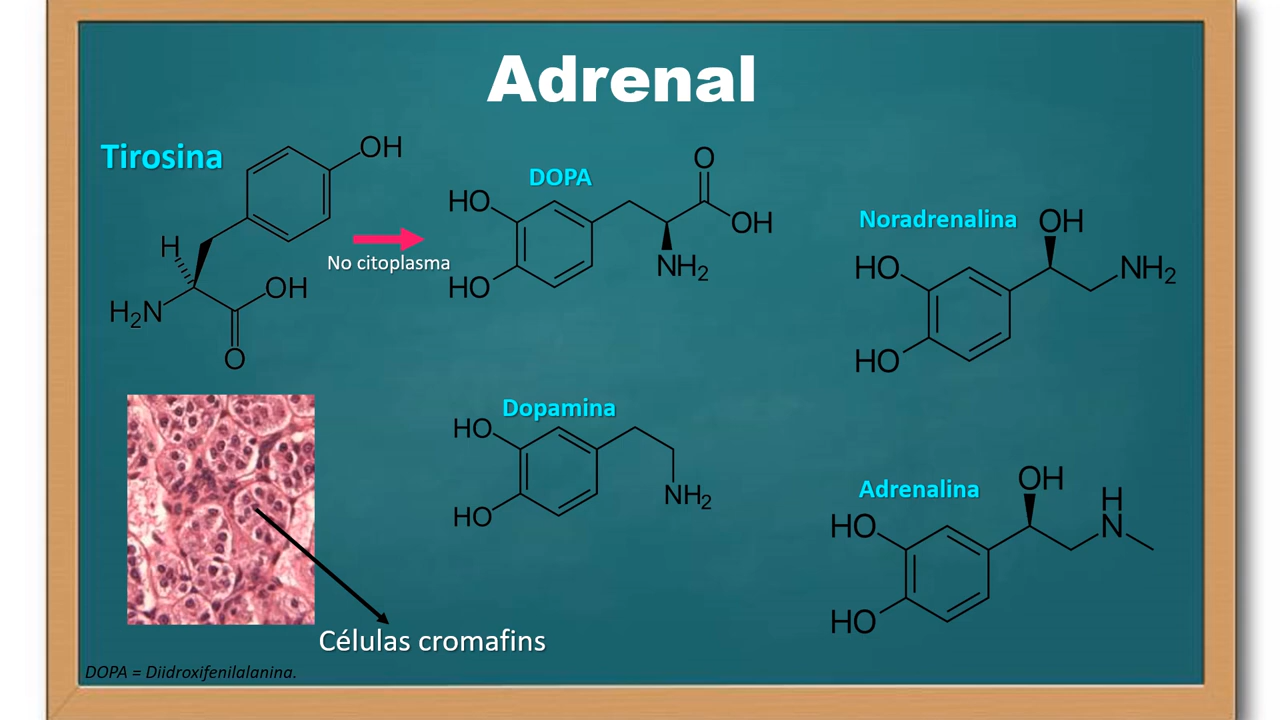 Adrenal
Tirosina
OH
H
H₂N
OH
O
No citoplasma
DOPA
HO
HO
O
OH
NH₂
Noradrenalina
OH
HO
HO
NH₂
Dopamina
HO
HO
NH₂
Adrenalina
OH
H
N
HO
HO
Células cromafins
DOPA = Diidroxifenilalanina.